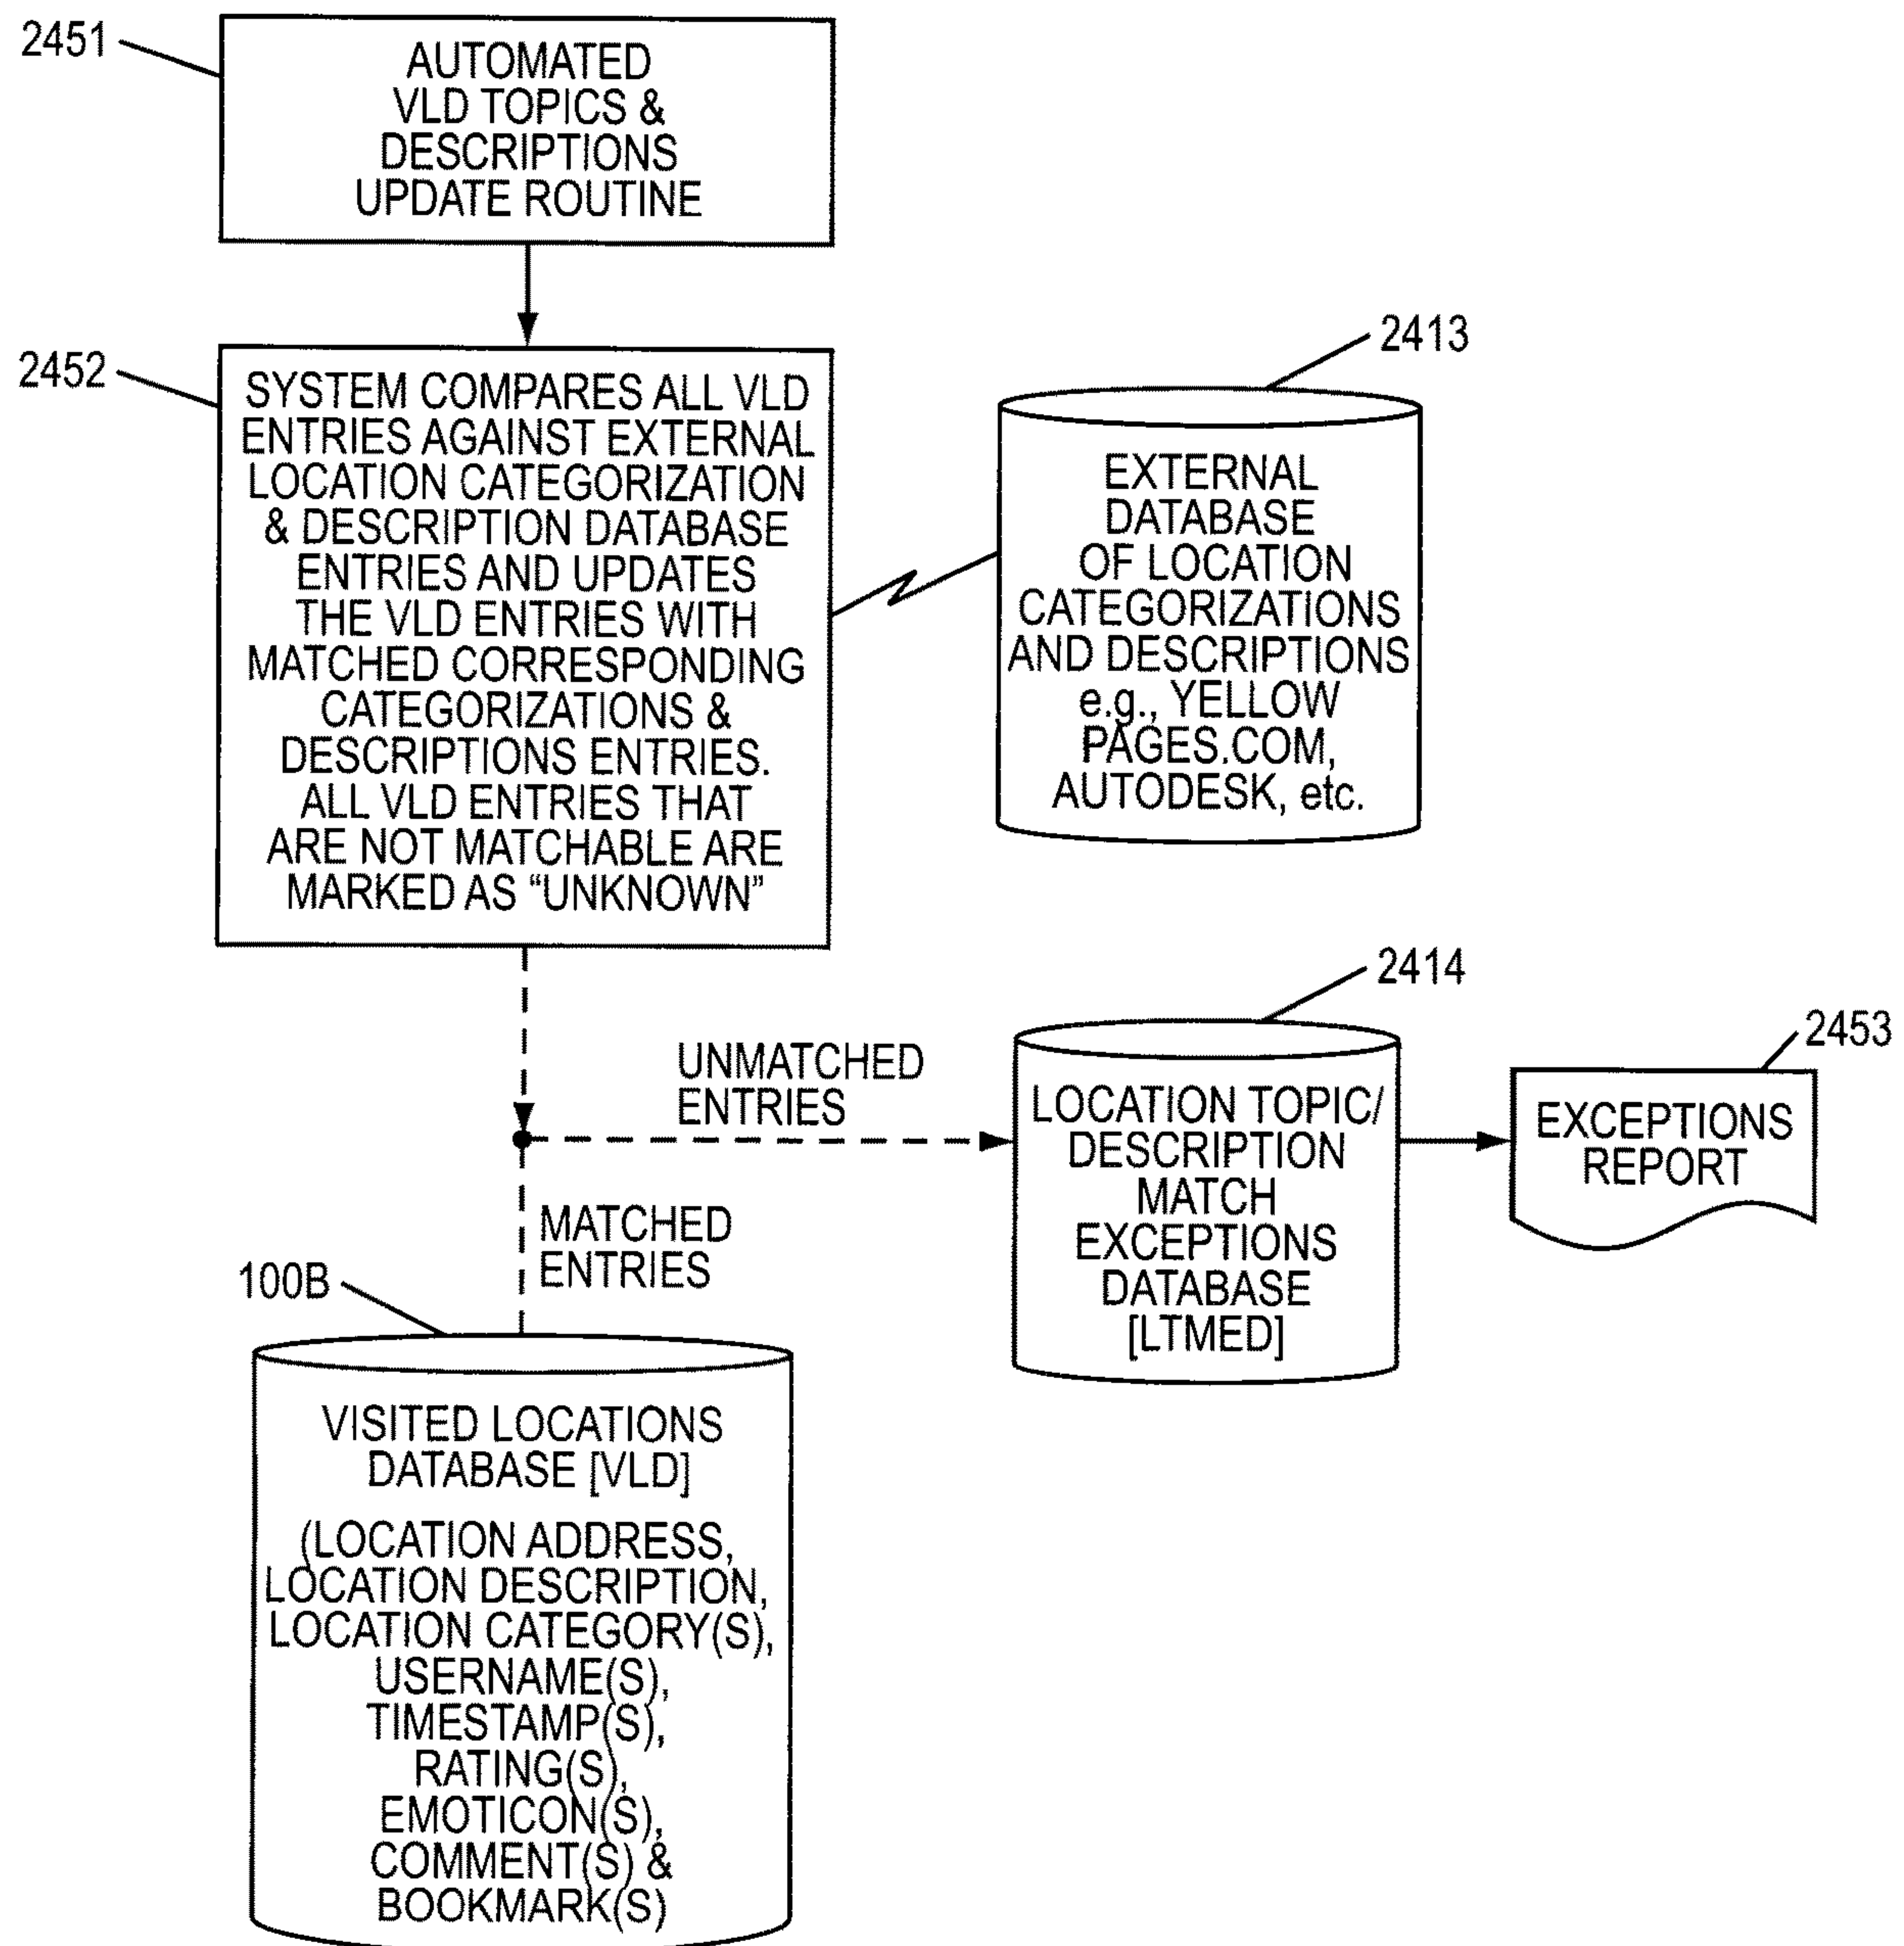 2451
AUTOMATED
VLD TOPICS &
DESCRIPTIONS
UPDATE ROUTINE
2452
SYSTEM COMPARES ALL VLD
ENTRIES AGAINST EXTERNAL
LOCATION CATEGORIZATION
& DESCRIPTION DATABASE
ENTRIES AND UPDATES
THE VLD ENTRIES WITH
MATCHED CORRESPONDING
CATEGORIZATIONS &
DESCRIPTIONS ENTRIES.
ALL VLD ENTRIES THAT
ARE NOT MATCHABLE ARE
MARKED AS “UNKNOWN”
2413
EXTERNAL
DATABASE
OF LOCATION
CATEGORIZATIONS
AND DESCRIPTIONS
e.g., YELLOW
PAGES.COM,
AUTODESK, etc.
UNMATCHED
ENTRIES
2414
LOCATION TOPIC/
DESCRIPTION
MATCH
EXCEPTIONS
DATABASE
[LTMED]
2453
EXCEPTIONS
REPORT
MATCHED
ENTRIES
100B
VISITED LOCATIONS
DATABASE [VLD]
(LOCATION ADDRESS,
LOCATION DESCRIPTION,
LOCATION CATEGORY(S),
USERNAME(S),
TIMESTAMP(S),
RATING(S),
EMOTICON(S),
COMMENT(S) &
BOOKMARK(S)